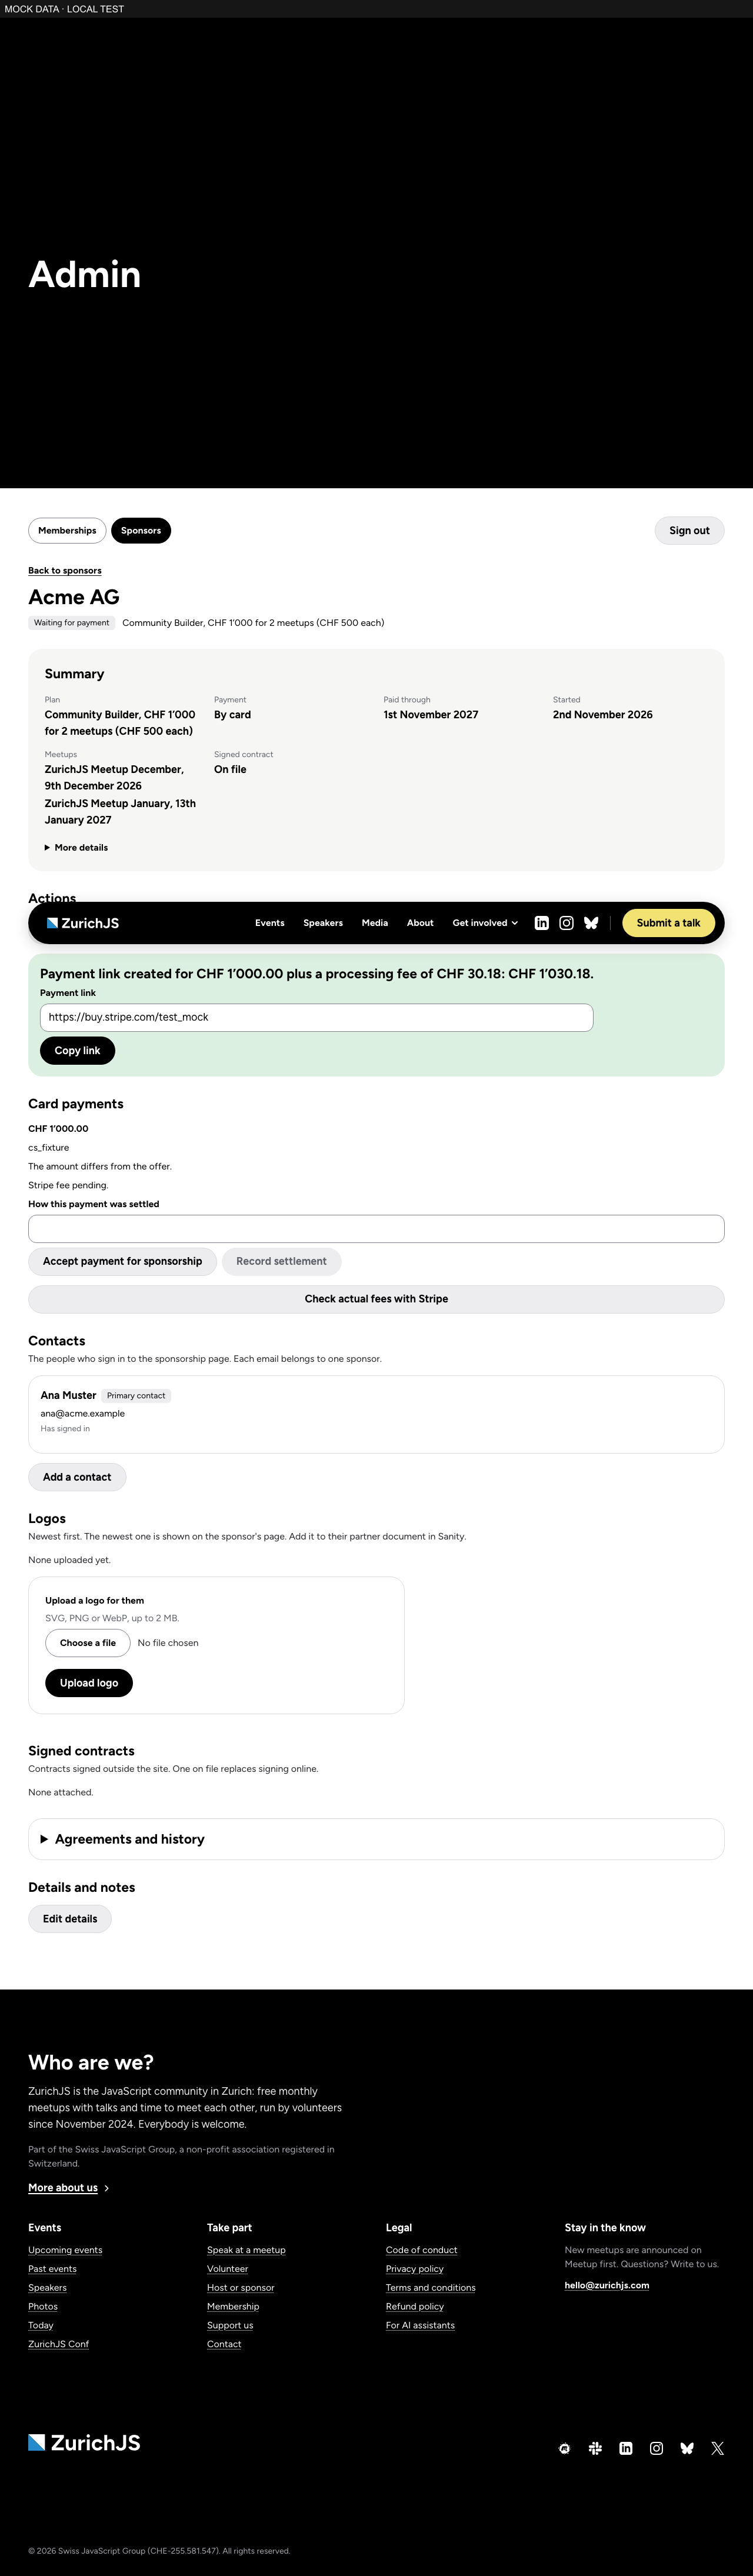 MOCK DATA · LOCAL TEST
Admin
Memberships
Sponsors
Sign out
Back to sponsors
Acme AG
Waiting for payment
Community Builder, CHF 1’000 for 2 meetups (CHF 500 each)
Summary
Plan
Community Builder, CHF 1’000
for 2 meetups (CHF 500 each)
Payment
By card
Paid through
1st November 2027
Started
2nd November 2026
Meetups
ZurichJS Meetup December,
9th December 2026
ZurichJS Meetup January, 13th
January 2027
Signed contract
On file
More details
Actions
ZurichJS
Events
Speakers
Media
About
Get involved
Submit a talk
Payment link created for CHF 1’000.00 plus a processing fee of CHF 30.18: CHF 1’030.18.
Payment link
https://buy.stripe.com/test_mock
Copy link
Card payments
CHF 1’000.00
cs_fixture
The amount differs from the offer.
Stripe fee pending.
How this payment was settled
Accept payment for sponsorship
Record settlement
Check actual fees with Stripe
Contacts
The people who sign in to the sponsorship page. Each email belongs to one sponsor.
Ana Muster
Primary contact
ana@acme.example
Has signed in
Add a contact
Logos
Newest first. The newest one is shown on the sponsor's page. Add it to their partner document in Sanity.
None uploaded yet.
Upload a logo for them
SVG, PNG or WebP, up to 2 MB.
Choose a file
No file chosen
Upload logo
Signed contracts
Contracts signed outside the site. One on file replaces signing online.
None attached.
Agreements and history
Details and notes
Edit details
Who are we?
ZurichJS is the JavaScript community in Zurich: free monthly
meetups with talks and time to meet each other, run by volunteers
since November 2024. Everybody is welcome.
Part of the Swiss JavaScript Group, a non-profit association registered in
Switzerland.
More about us
Events
Upcoming events
Past events
Speakers
Photos
Today
ZurichJS Conf
Take part
Speak at a meetup
Volunteer
Host or sponsor
Membership
Support us
Contact
Legal
Code of conduct
Privacy policy
Terms and conditions
Refund policy
For AI assistants
Stay in the know
New meetups are announced on
Meetup first. Questions? Write to us.
hello@zurichjs.com
ZurichJS
© 2026 Swiss JavaScript Group (CHE-255.581.547). All rights reserved.